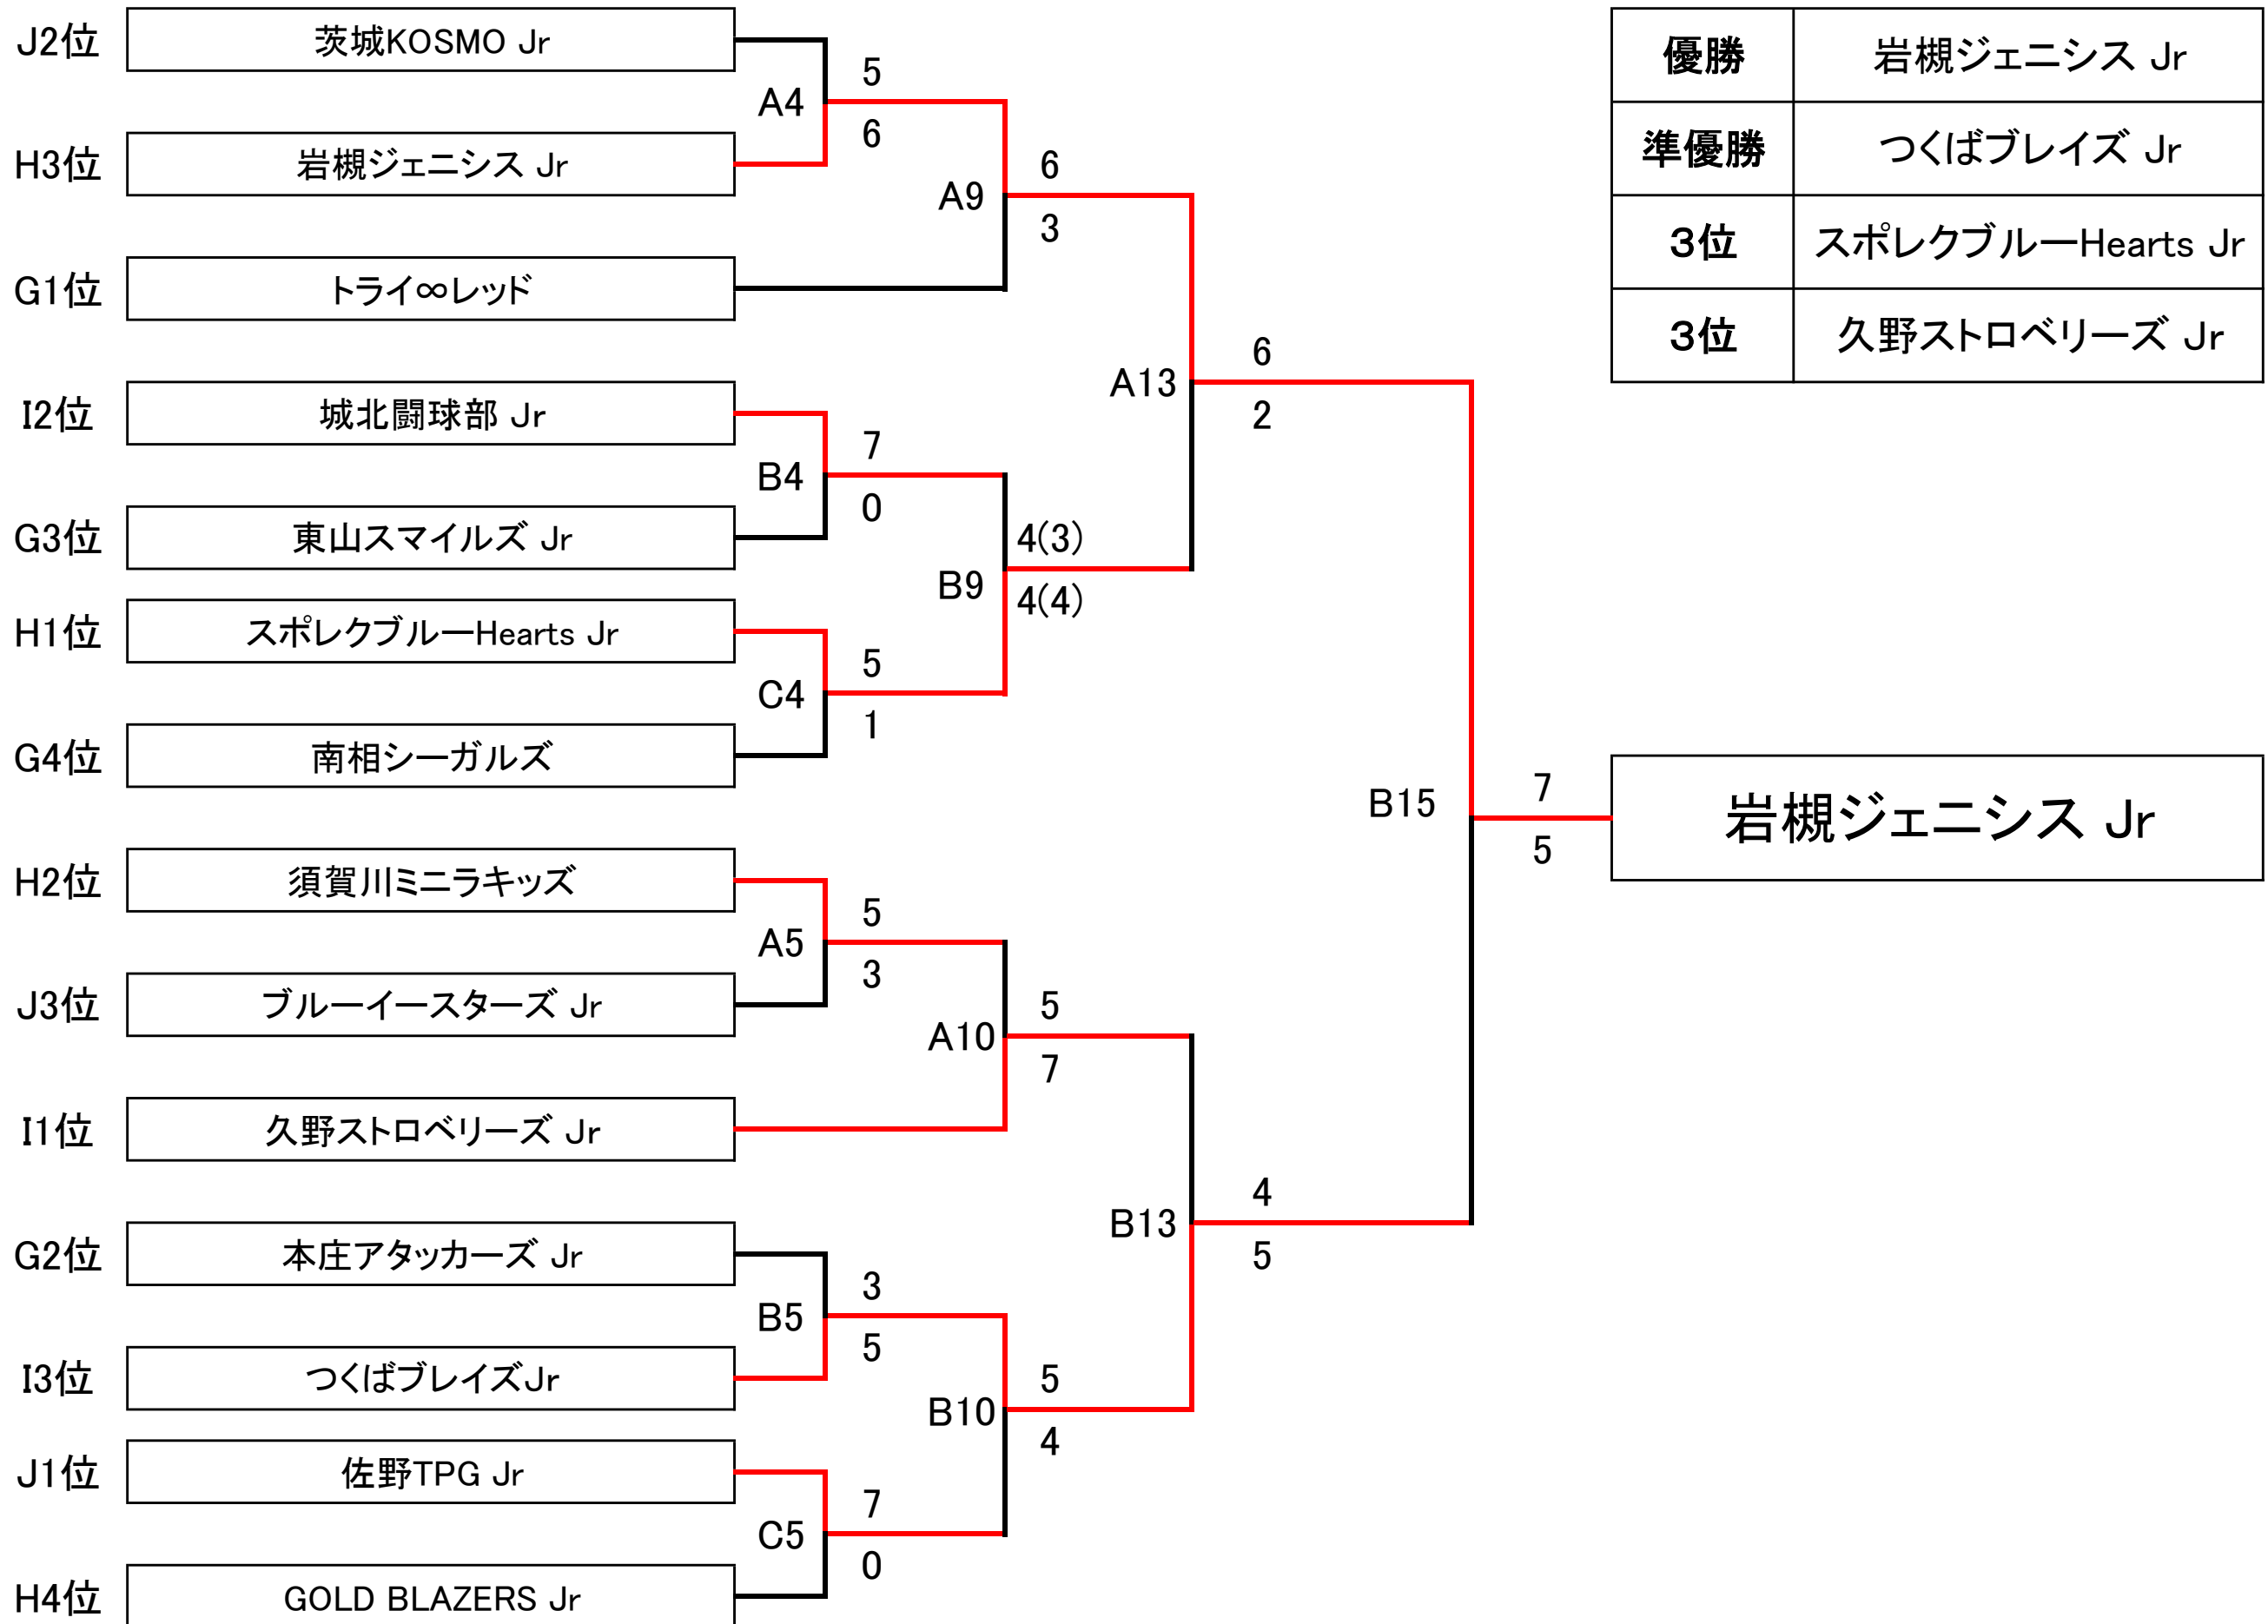 J2位 茨城KOSMO Jr
A4 5
6
H3位 岩槻ジェニシス Jr
A9 6
3
G1位 トライ∞レッド
A13 6
2
I2位 城北闘球部 Jr
B4 7
0
G3位 東山スマイルズ Jr
B9 4(3)
4(4)
H1位 スポレクブルーHearts Jr
C4 5
1
G4位 南相シーガルズ
B15 7
5
H2位 須賀川ミニラキッズ
A5 5
3
J3位 ブルーイースターズ Jr
A10 5
7
I1位 久野ストロベリーズ Jr
B13 4
5
G2位 本庄アタッカーズ Jr
B5 3
5
I3位 つくばブレイズJr
B10 5
4
J1位 佐野TPG Jr
C5 7
0
H4位 GOLD BLAZERS Jr
優勝 岩槻ジェニシス Jr
準優勝 つくばブレイズ Jr
3位 スポレクブルーHearts Jr
3位 久野ストロベリーズ Jr
岩槻ジェニシス Jr